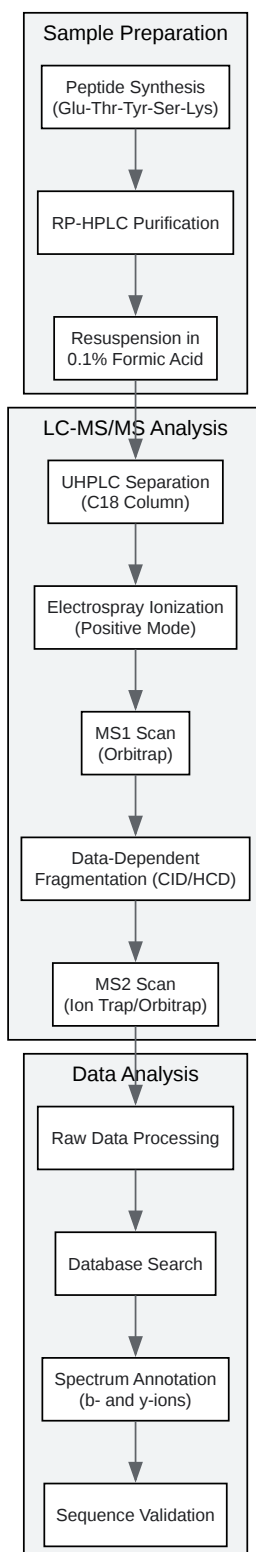 Sample Preparation
Peptide Synthesis
(Glu-Thr-Tyr-Ser-Lys)
RP-HPLC Purification
Resuspension in
0.1% Formic Acid
LC-MS/MS Analysis
UHPLC Separation
(C18 Column)
Electrospray Ionization
(Positive Mode)
MS1 Scan
(Orbitrap)
Data-Dependent
Fragmentation (CID/HCD)
MS2 Scan
(Ion Trap/Orbitrap)
Data Analysis
Raw Data Processing
Database Search
Spectrum Annotation
(b- and y-ions)
Sequence Validation